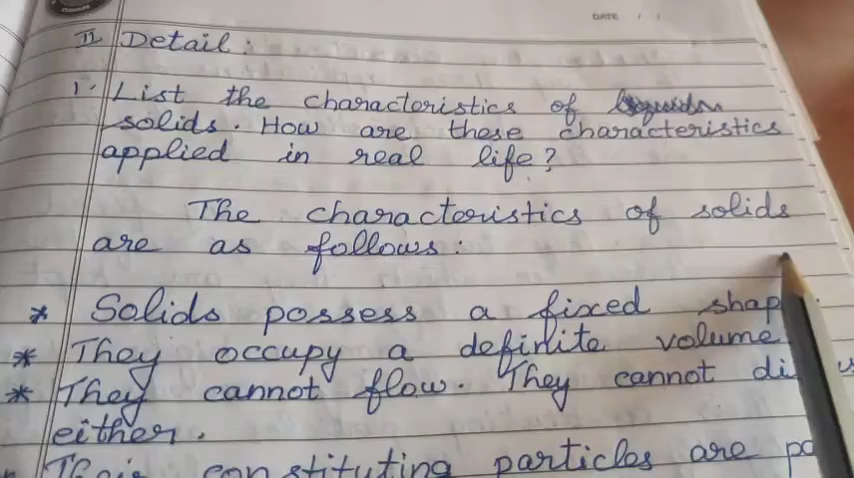 DATE / /
II Detail:
1. List the characteristics of
solids. How are these characteristics
applied in real life?
The characteristics of solids
are as follows:
* Solids possess a fixed
* They occupy a definite volume
* They cannot flow. They cannot
either.
constituting particles are